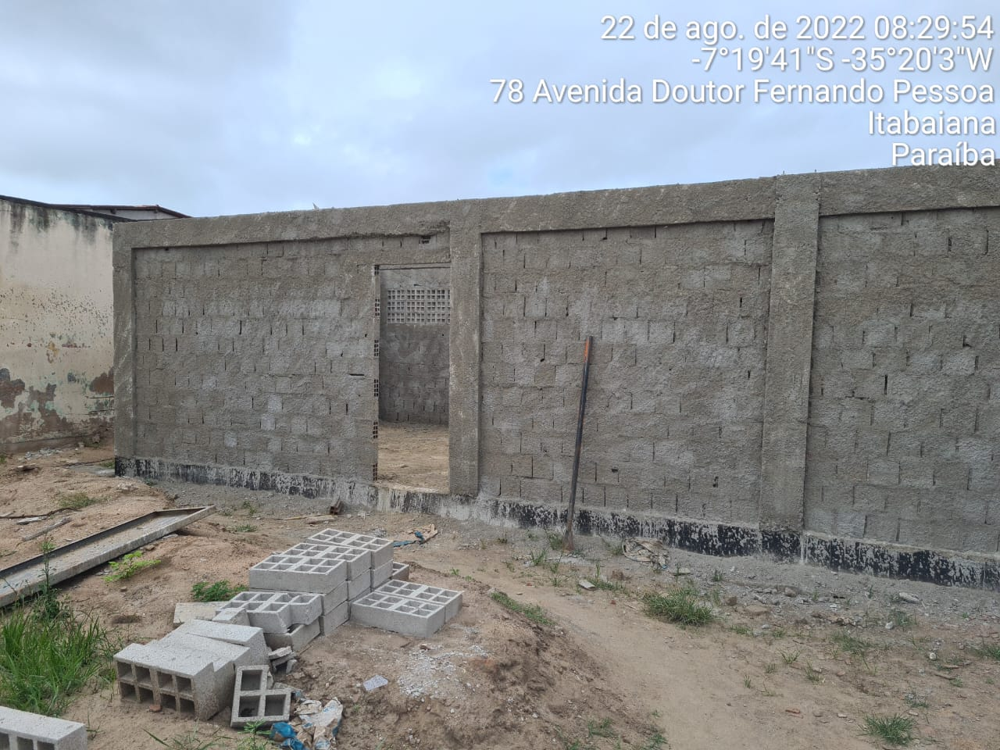 22 de ago. de 2022 08:29:54
-7°19'41"S -35°20'3"W
78 Avenida Doutor Fernando Pessoa
Itabaiana
Paraíba